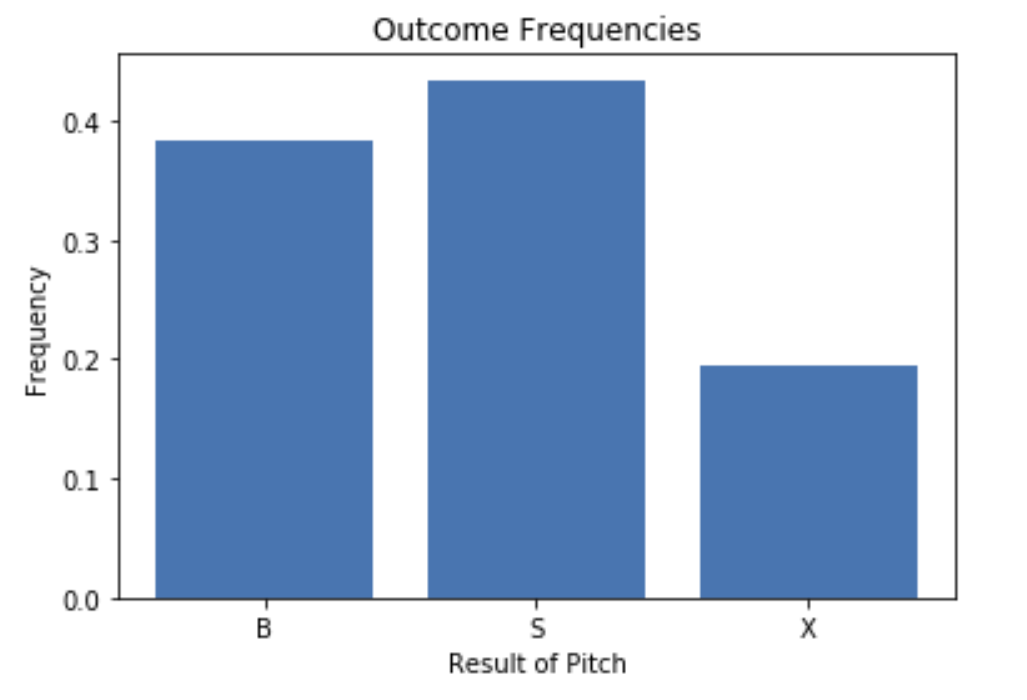 Outcome Frequencies
Frequency
0.4
0.3
0.2
0.1
0.0
B S X
Result of Pitch